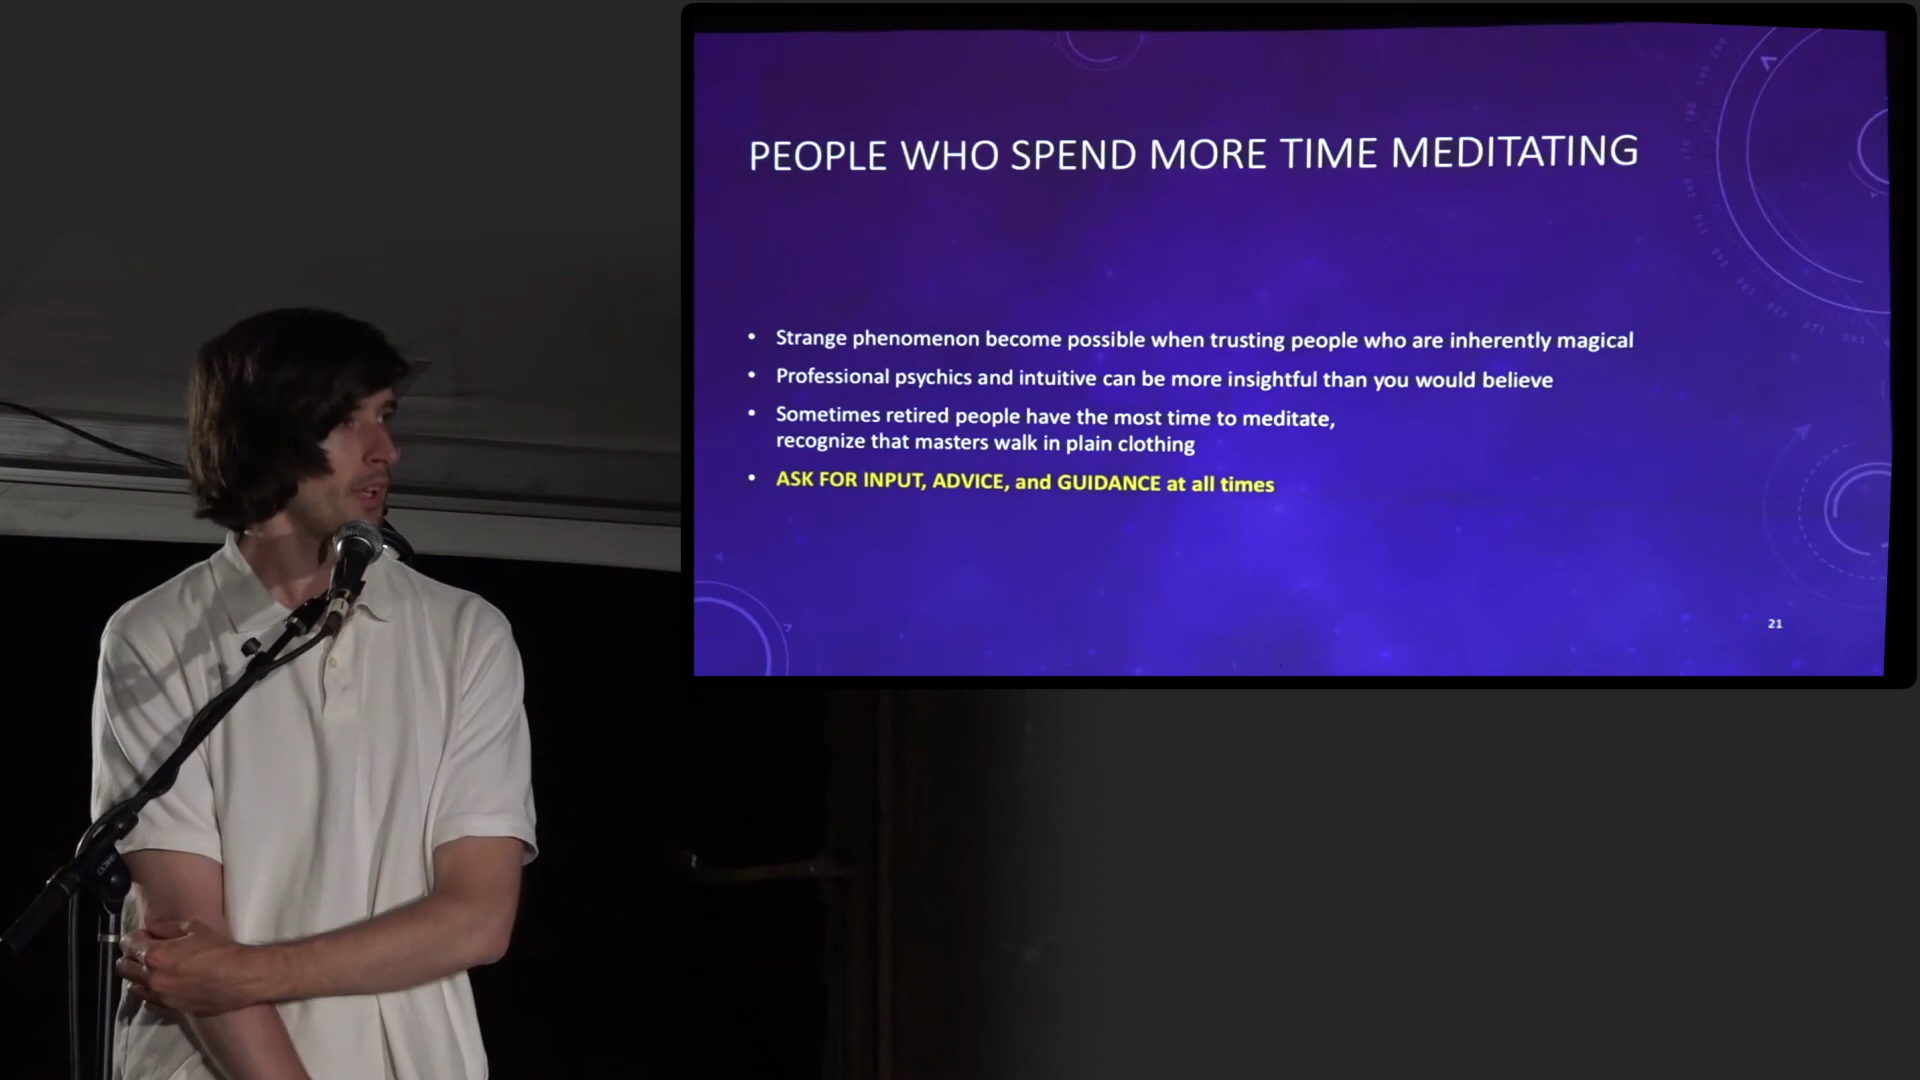 PEOPLE WHO SPEND MORE TIME MEDITATING
• Strange phenomenon become possible when trusting people who are inherently magical
• Professional psychics and intuitive can be more insightful than you would believe
• Sometimes retired people have the most time to meditate,
recognize that masters walk in plain clothing
• ASK FOR INPUT, ADVICE, and GUIDANCE at all times
21